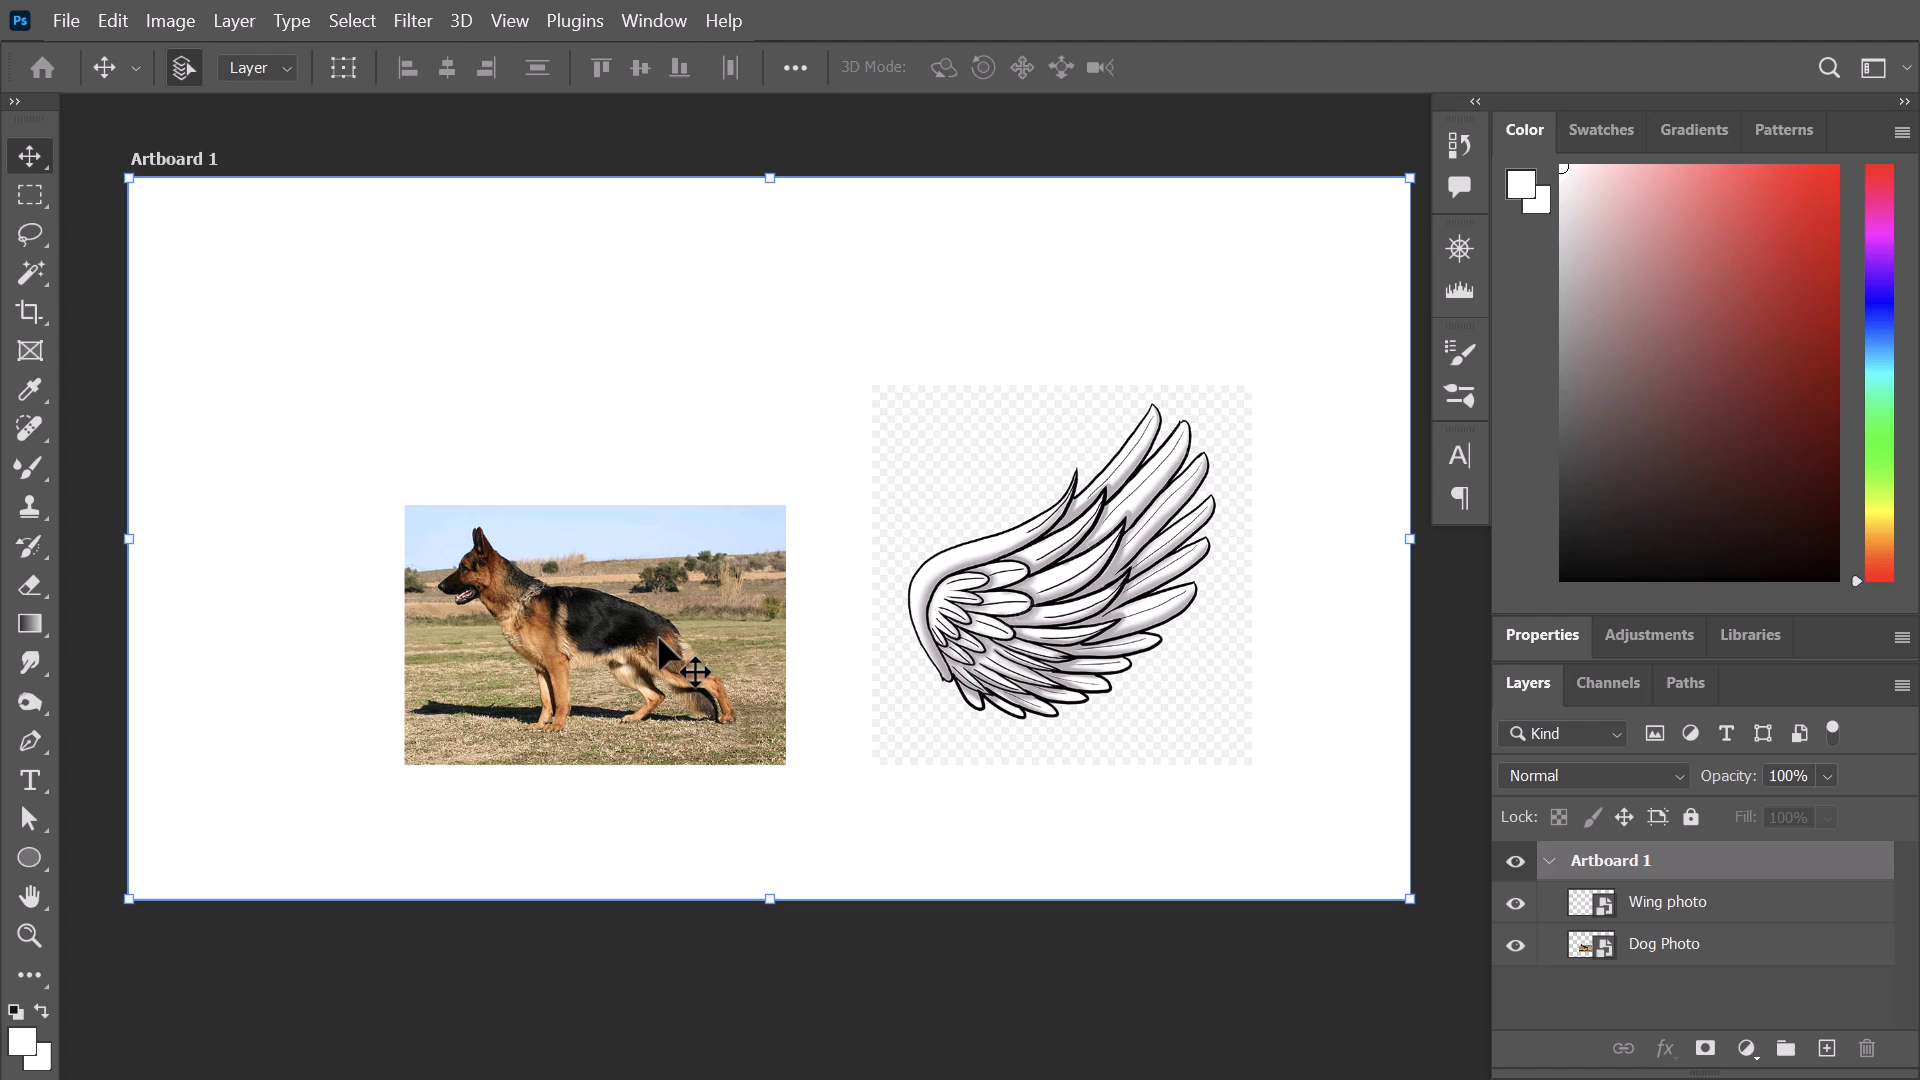 Ps File Edit Image Layer Type Select Filter 3D View Plugins Window Help
Layer 3D Mode:
Artboard 1
Color Swatches Gradients Patterns
Properties Adjustments Libraries
Layers Channels Paths
Kind
Normal Opacity: 100%
Lock: Fill: 100%
Artboard 1
Wing photo
Dog Photo
fx